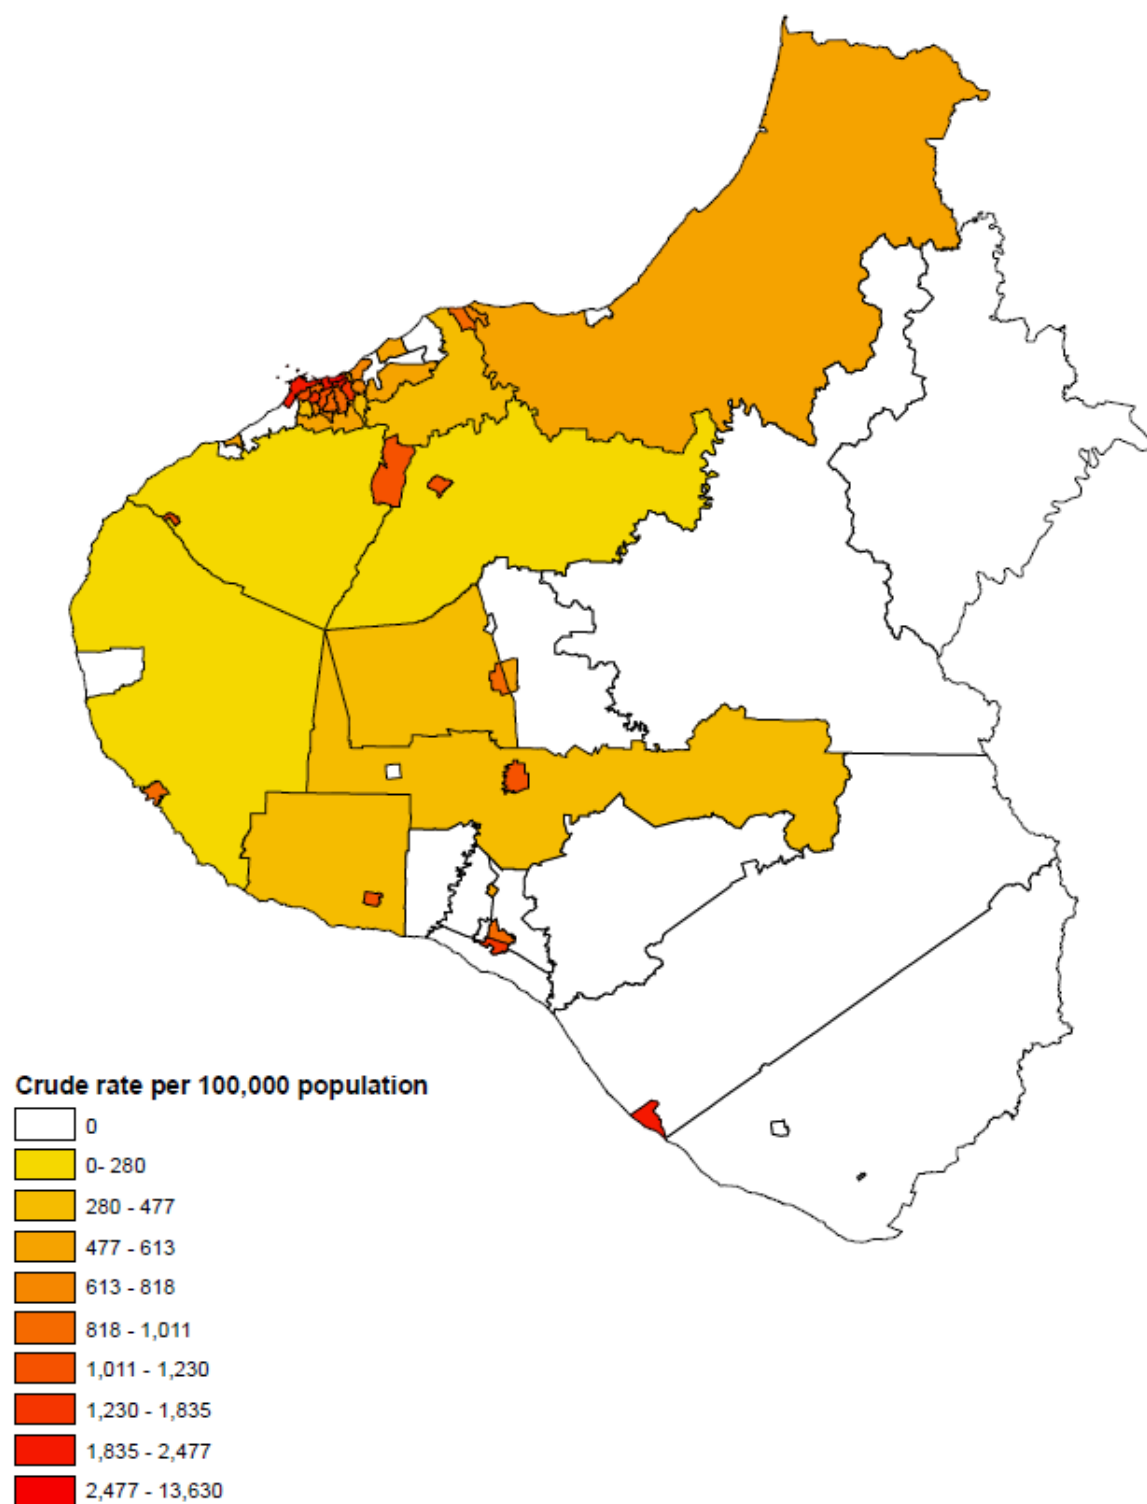 Crude rate per 100,000 population
0
0- 280
280 - 477
477 - 613
613 - 818
818 - 1,011
1,011 - 1,230
1,230 - 1,835
1,835 - 2,477
2,477 - 13,630